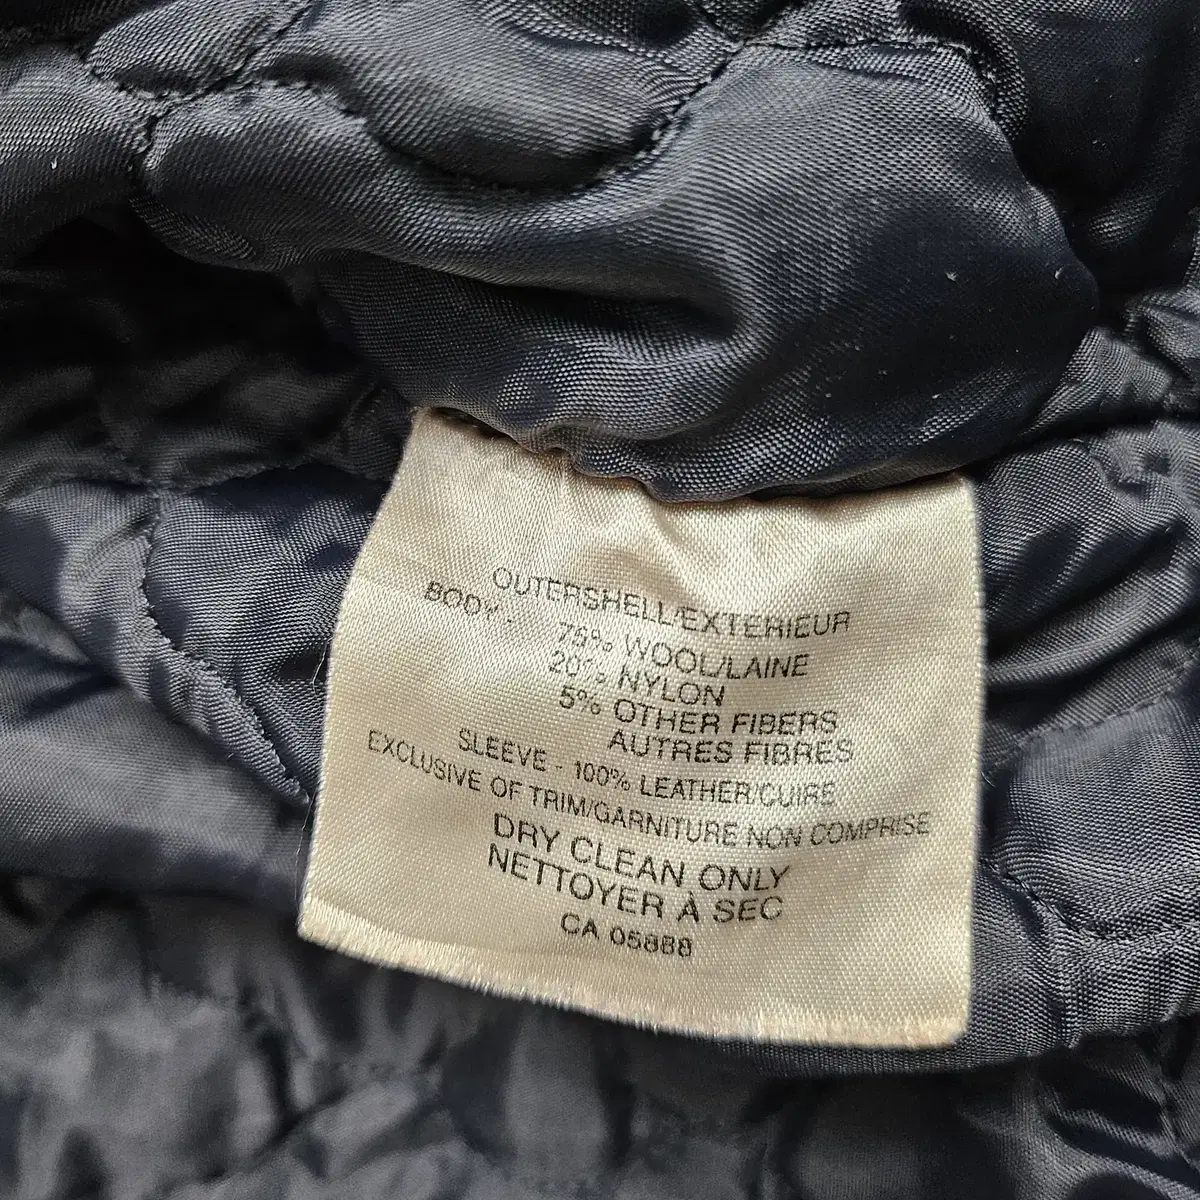 OUTERSHELL/EXTERIEUR
BODY : 75% WOOL/LAINE
20% NYLON
5% OTHER FIBERS
AUTRES FIBRES
SLEEVE - 100% LEATHER/CUIRE
EXCLUSIVE OF TRIM/GARNITURE NON COMPRISE
DRY CLEAN ONLY
NETTOYER À SEC
CA 05888